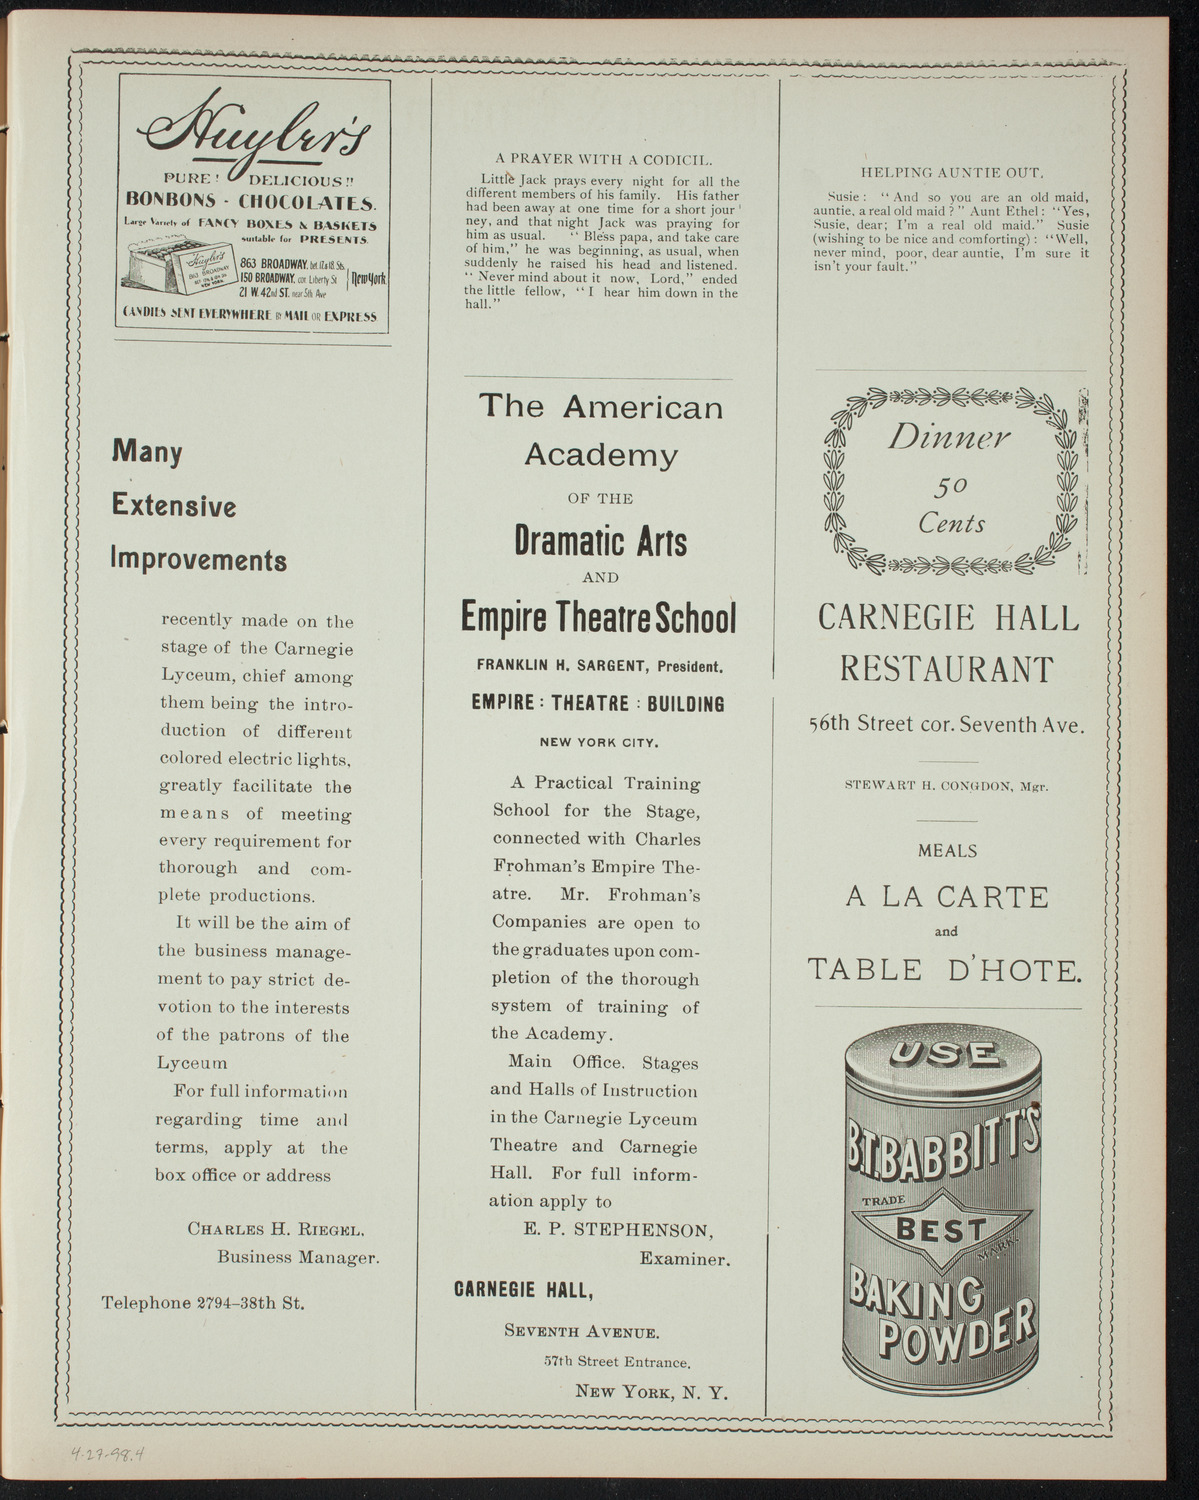 Huyler's
PURE! DELICIOUS!!
BONBONS - CHOCOLATES.
Large Variety of FANCY BOXES & BASKETS
suitable for PRESENTS.
Huyler's
863 BROADWAY
NEW YORK.
863 BROADWAY, bet. 17 & 18 Sts.
150 BROADWAY, cor. Liberty St
21 W. 42nd ST. near 5th Ave
New York
CANDIES SENT EVERYWHERE BY MAIL OR EXPRESS
Many
Extensive
Improvements
recently made on the
stage of the Carnegie
Lyceum, chief among
them being the intro-
duction of different
colored electric lights,
greatly facilitate the
means of meeting
every requirement for
thorough and com-
plete productions.
It will be the aim of
the business manage-
ment to pay strict de-
votion to the interests
of the patrons of the
Lyceum
For full information
regarding time and
terms, apply at the
box office or address
CHARLES H. RIEGEL,
Business Manager.
Telephone 2794-38th St.
A PRAYER WITH A CODICIL.
Little Jack prays every night for all the
different members of his family. His father
had been away at one time for a short jour'
ney, and that night Jack was praying for
him as usual. "Bless papa, and take care
of him," he was beginning, as usual, when
suddenly he raised his head and listened.
"Never mind about it now, Lord," ended
the little fellow, "I hear him down in the
hall."
The American
Academy
OF THE
Dramatic Arts
AND
Empire Theatre School
FRANKLIN H. SARGENT, President.
EMPIRE : THEATRE : BUILDING
NEW YORK CITY.
A Practical Training
School for the Stage,
connected with Charles
Frohman's Empire The-
atre. Mr. Frohman's
Companies are open to
the graduates upon com-
pletion of the thorough
system of training of
the Academy.
Main Office. Stages
and Halls of Instruction
in the Carnegie Lyceum
Theatre and Carnegie
Hall. For full inform-
ation apply to
E. P. STEPHENSON,
Examiner.
CARNEGIE HALL,
SEVENTH AVENUE.
57th Street Entrance.
NEW YORK, N. Y.
HELPING AUNTIE OUT.
Susie: "And so you are an old maid,
auntie, a real old maid?" Aunt Ethel: "Yes,
Susie, dear; I'm a real old maid." Susie
(wishing to be nice and comforting): "Well,
never mind, poor, dear auntie, I'm sure it
isn't your fault."
Dinner
50
Cents
CARNEGIE HALL
RESTAURANT
56th Street cor. Seventh Ave.
STEWART H. CONGDON, Mgr.
MEALS
A LA CARTE
and
TABLE D'HOTE.
USE
B.T. BABBITT'S
TRADE
BEST
MARK.
BAKING
POWDER
4-27-98.4